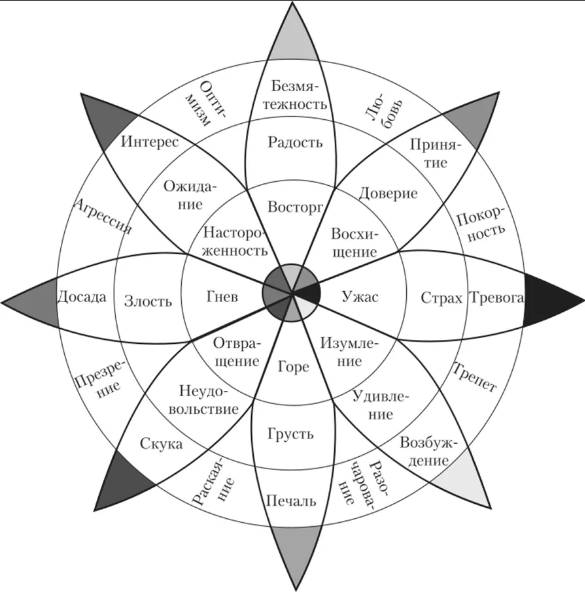 Опти-
мизм
Безмя-
тежность
Лю-
бовь
Интерес
Радость
Приня-
тие
Ожида-
ние
Доверие
Агрессия
Насторо-
женность
Восторг
Восхи-
щение
Покор-
ность
Досада
Злость
Гнев
Ужас
Страх
Тревога
Презре-
ние
Отвра-
щение
Горе
Изумле-
ние
Трепет
Неудо-
вольствие
Удивле-
ние
Скука
Грусть
Возбуж-
дение
Раская-
ние
Печаль
Разо-
чарова-
ние